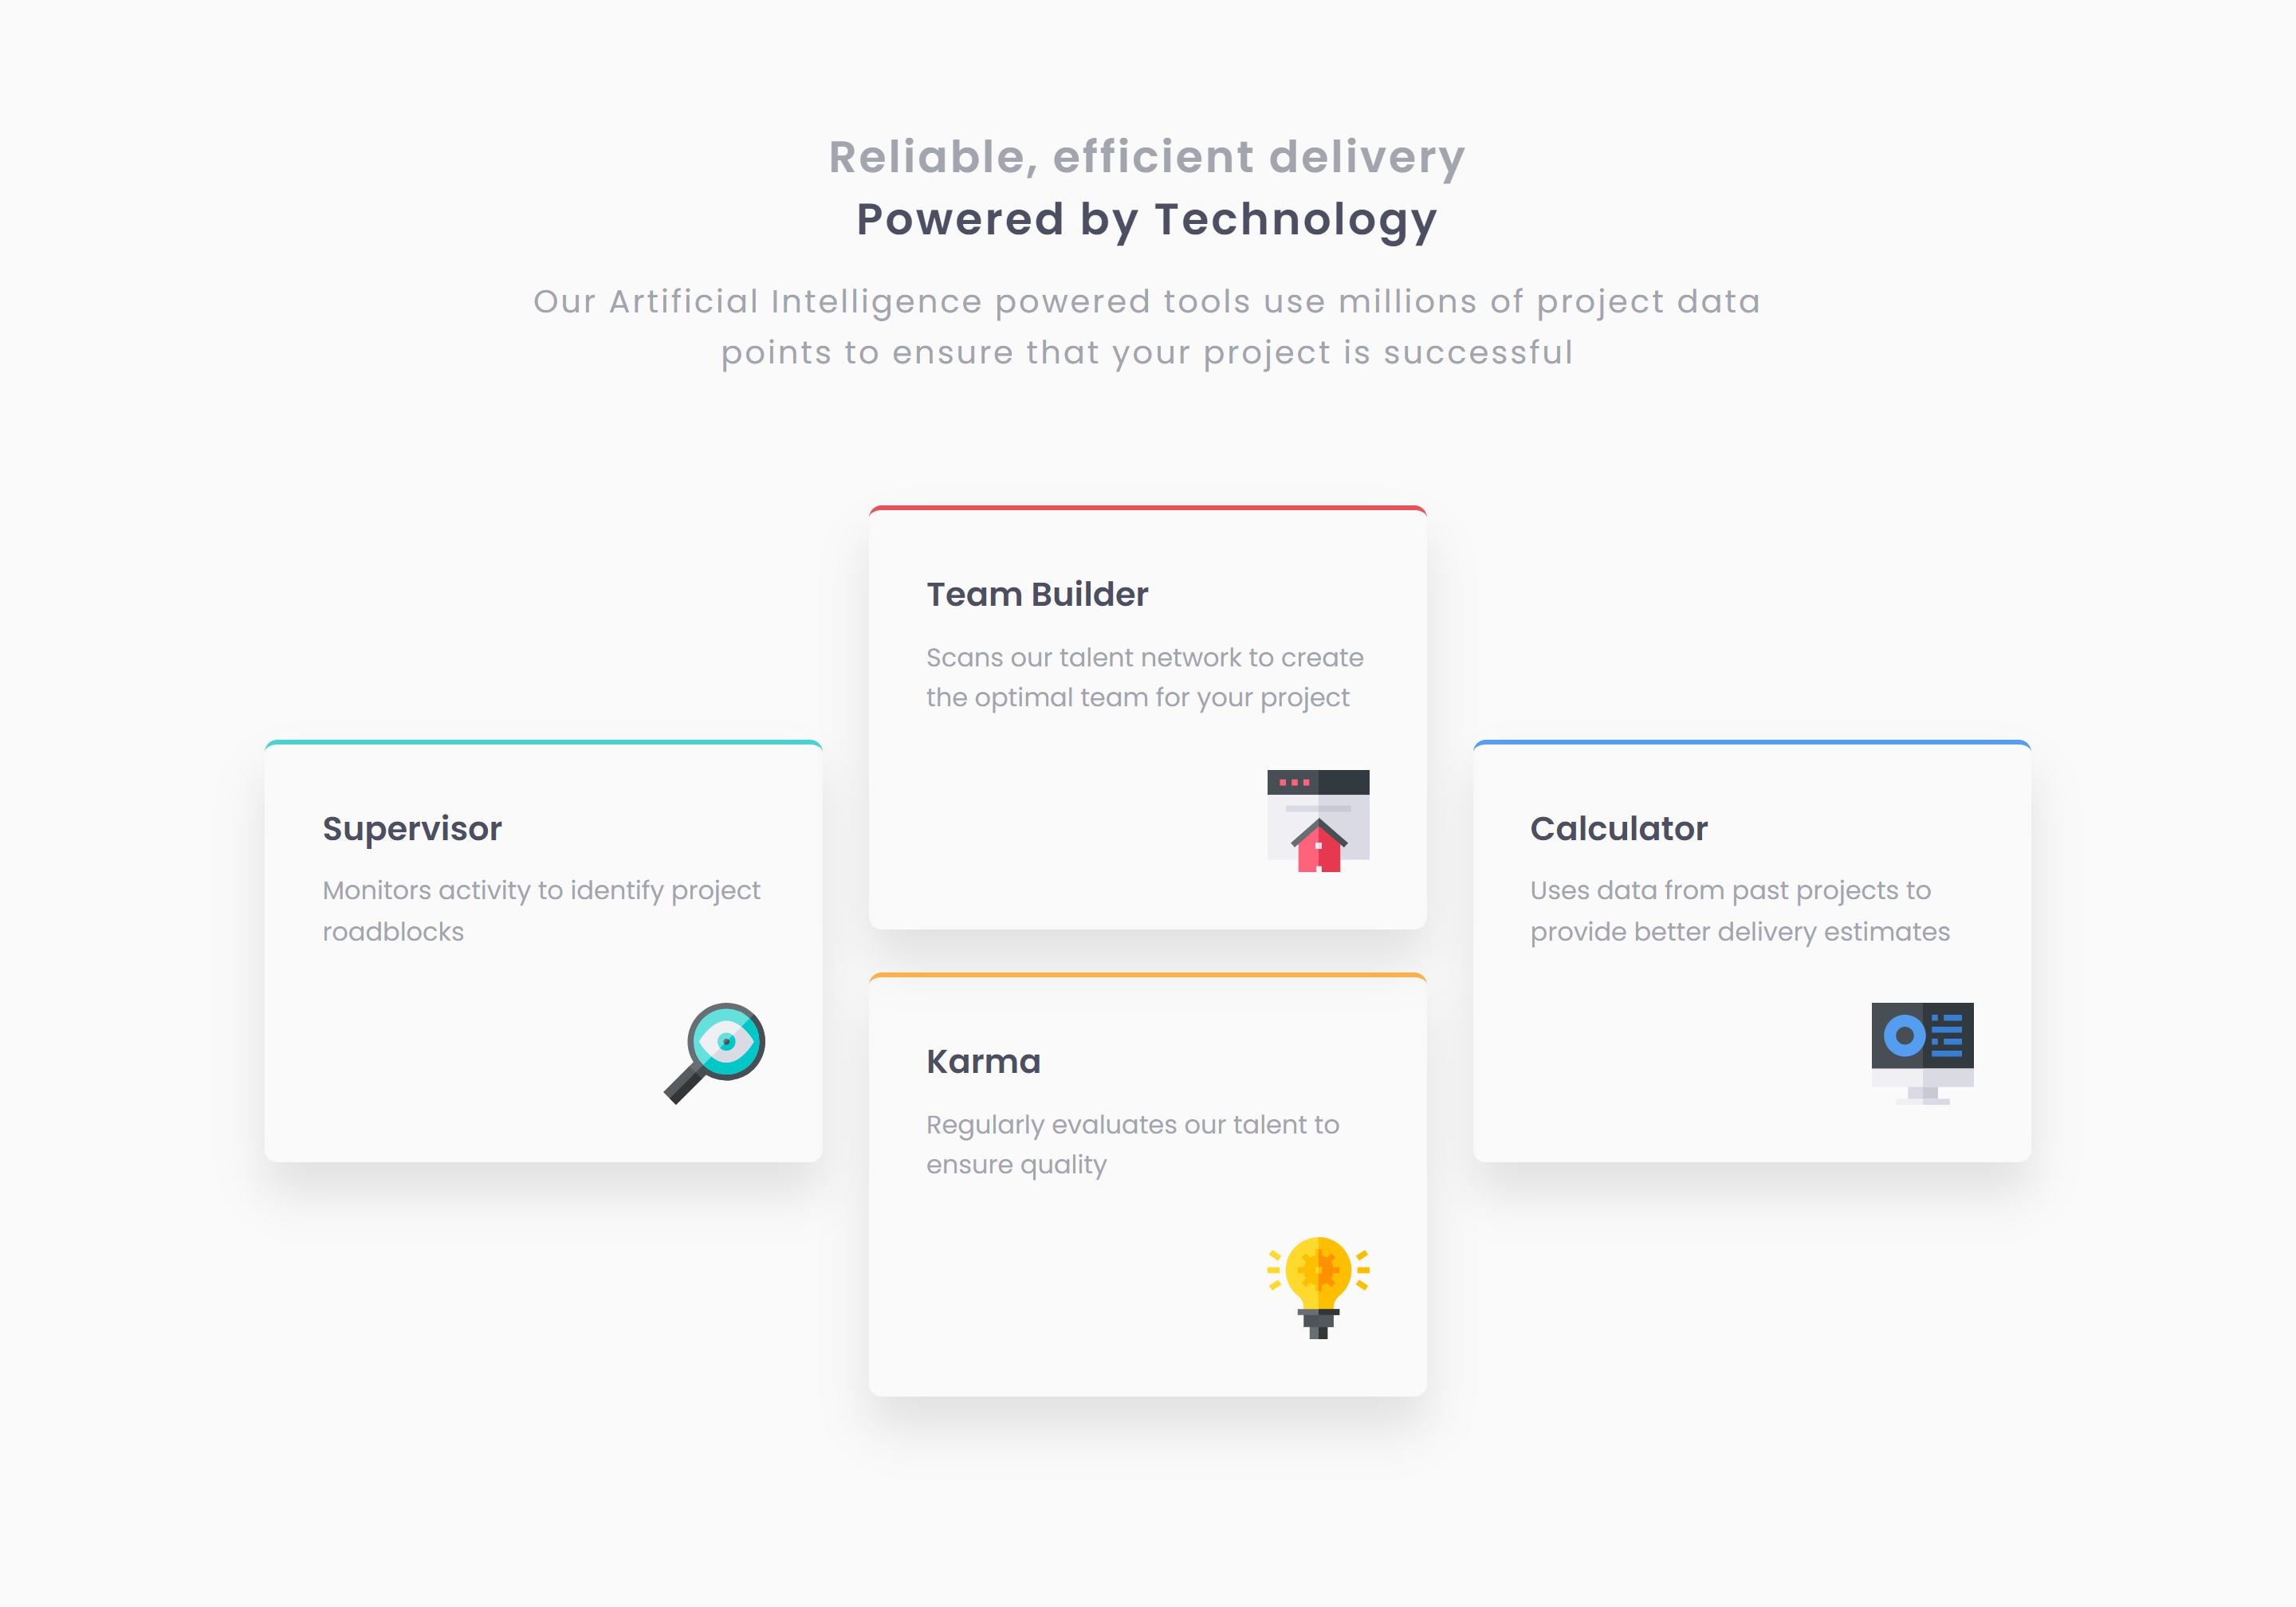 Reliable, efficient delivery
Powered by Technology
Our Artificial Intelligence powered tools use millions of project data
points to ensure that your project is successful
Supervisor
Monitors activity to identify project
roadblocks
Team Builder
Scans our talent network to create
the optimal team for your project
Karma
Regularly evaluates our talent to
ensure quality
Calculator
Uses data from past projects to
provide better delivery estimates